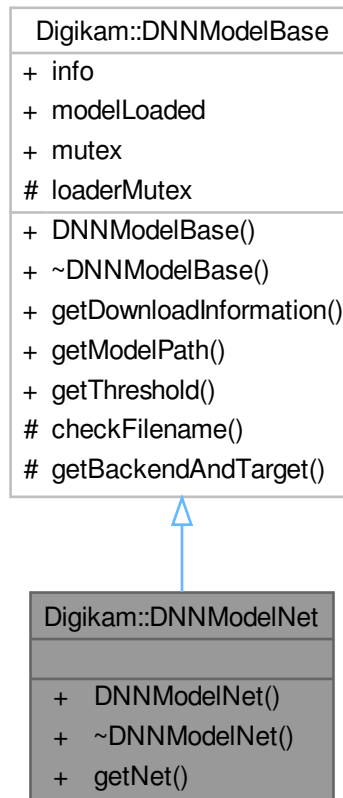 Digikam::DNNModelBase
+ info
+ modelLoaded
+ mutex
# loaderMutex
+ DNNModelBase()
+ ~DNNModelBase()
+ getDownloadInformation()
+ getModelPath()
+ getThreshold()
# checkFilename()
# getBackendAndTarget()
Digikam::DNNModelNet
+ DNNModelNet()
+ ~DNNModelNet()
+ getNet()